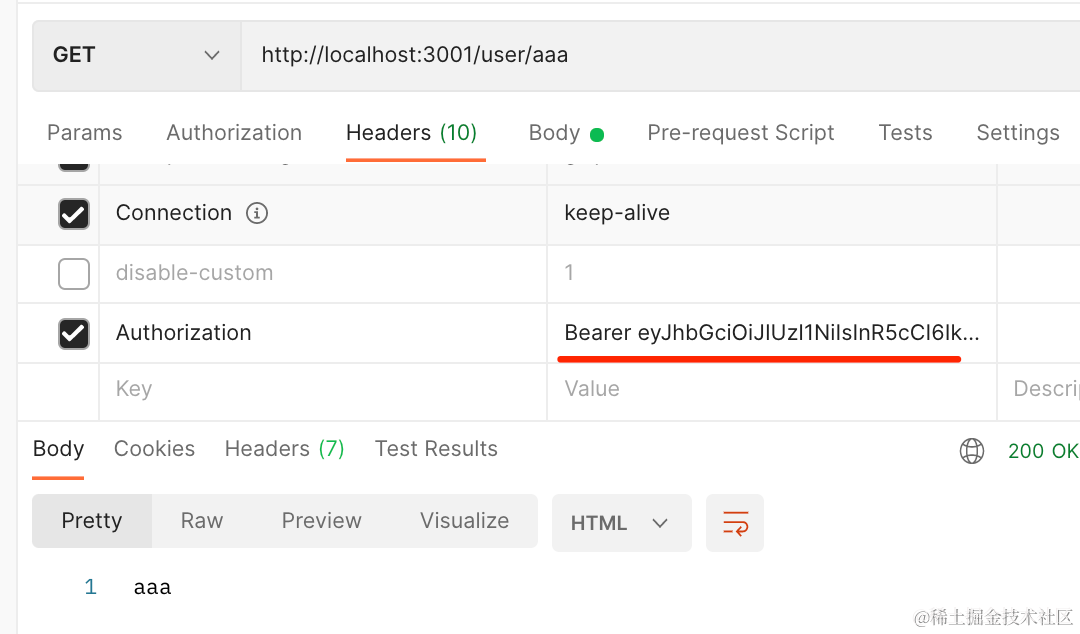 GET http://localhost:3001/user/aaa
Params Authorization Headers (10) Body Pre-request Script Tests Settings
Connection keep-alive
disable-custom 1
Authorization Bearer eyJhbGciOiJIUzI1NiIsInR5cCI6Ik...
Key Value Descri
Body Cookies Headers (7) Test Results 200 OK
Pretty Raw Preview Visualize HTML
1 aaa
@稀土掘金技术社区